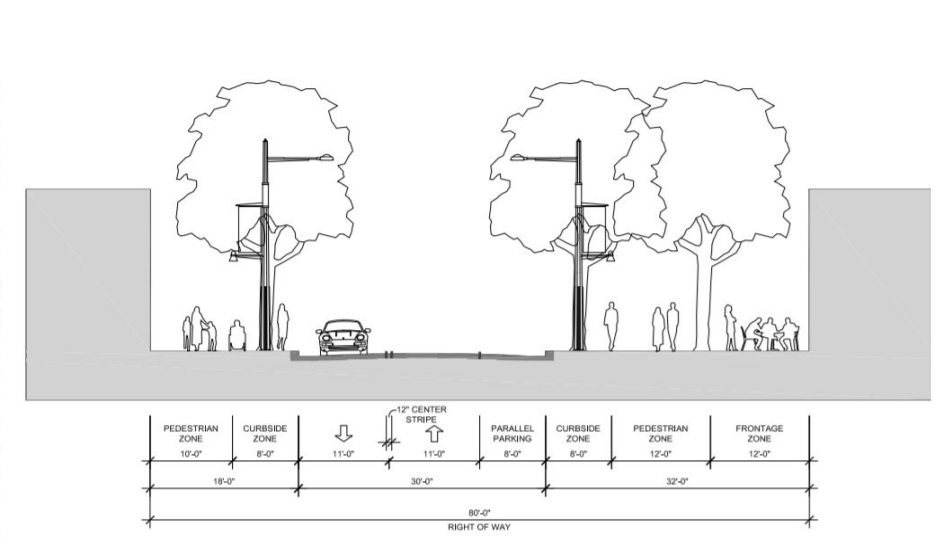 12" CENTER
STRIPE
PEDESTRIAN
ZONE
CURBSIDE
ZONE
PARALLEL
PARKING
CURBSIDE
ZONE
PEDESTRIAN
ZONE
FRONTAGE
ZONE
10'-0"
8'-0"
11'-0"
11'-0"
8'-0"
8'-0"
12'-0"
12'-0"
18'-0"
30'-0"
32'-0"
80'-0"
RIGHT OF WAY